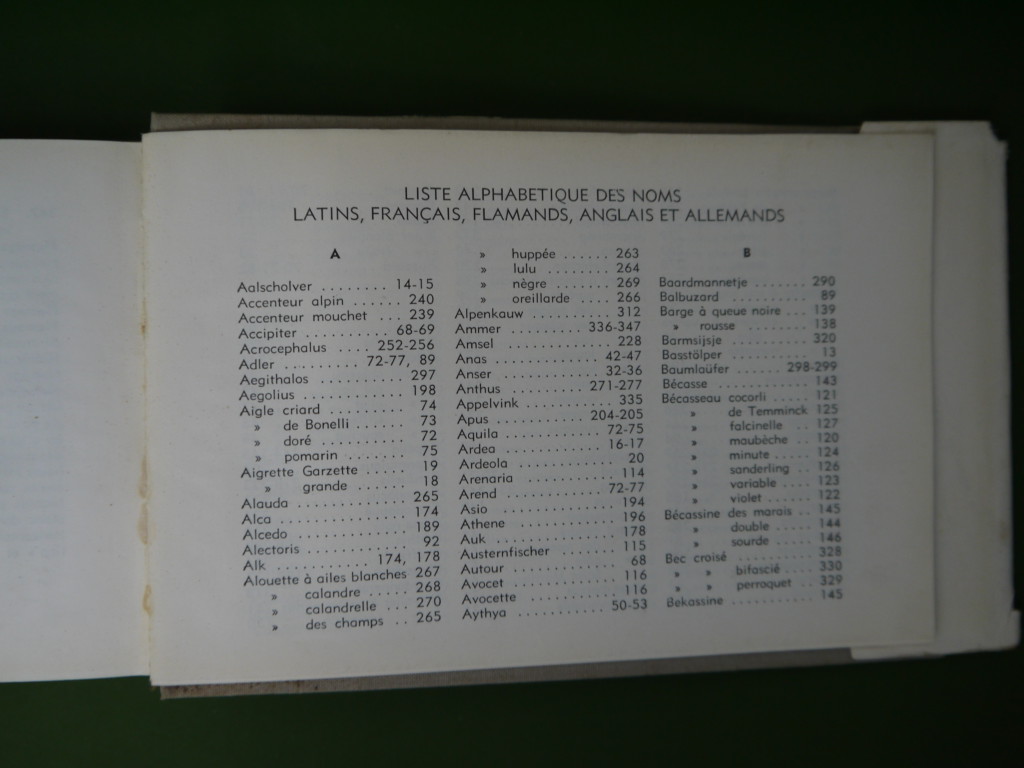 LISTE ALPHABETIQUE DES NOMS
LATINS, FRANÇAIS, FLAMANDS, ANGLAIS ET ALLEMANDS
A
Aalscholver ........ 14-15
Accenteur alpin ...... 240
Accenteur mouchet ... 239
Accipiter .......... 68-69
Acrocephalus .... 252-256
Adler ......... 72-77, 89
Aegithalos ........... 297
Aegolius ............. 198
Aigle criard ......... 74
» de Bonelli ...... 73
» doré .......... 72
» pomarin ....... 75
Aigrette Garzette ..... 19
» grande ..... 18
Alauda .............. 265
Alca ................ 174
Alcedo .............. 189
Alectoris ............ 92
Alk ........... 174, 178
Alouette à ailes blanches 267
» calandre ..... 268
» calandrelle ... 270
» des champs .. 265
» huppée ...... 263
» lulu ........ 264
» nègre ....... 269
» oreillarde .... 266
Alpenkauw ........... 312
Ammer .......... 336-347
Amsel ............... 228
Anas ............... 42-47
Anser .............. 32-36
Anthus .......... 271-277
Appelvink ........... 335
Apus ............ 204-205
Aquila ............ 72-75
Ardea ............. 16-17
Ardeola .............. 20
Arenaria ............ 114
Arend ............. 72-77
Asio ................ 194
Athene .............. 196
Auk ................. 178
Austernfischer ....... 115
Autour ............... 68
Avocet .............. 116
Avocette ............ 116
Aythya ............ 50-53
B
Baardmannetje ....... 290
Balbuzard ........... 89
Barge à queue noire ... 139
» rousse ........ 138
Barmsijsje ........... 320
Basstölper ........... 13
Baumlaüfer ...... 298-299
Bécasse ............. 143
Bécasseau cocorli ..... 121
» de Temminck 125
» falcinelle .. 127
» maubèche .. 120
» minute .... 124
» sanderling .. 126
» variable .... 123
» violet ...... 122
Bécassine des marais .. 145
» double ..... 144
» sourde ..... 146
Bec croisé .......... 328
» » bifascié ... 330
» » perroquet .. 329
Bekassine ........... 145